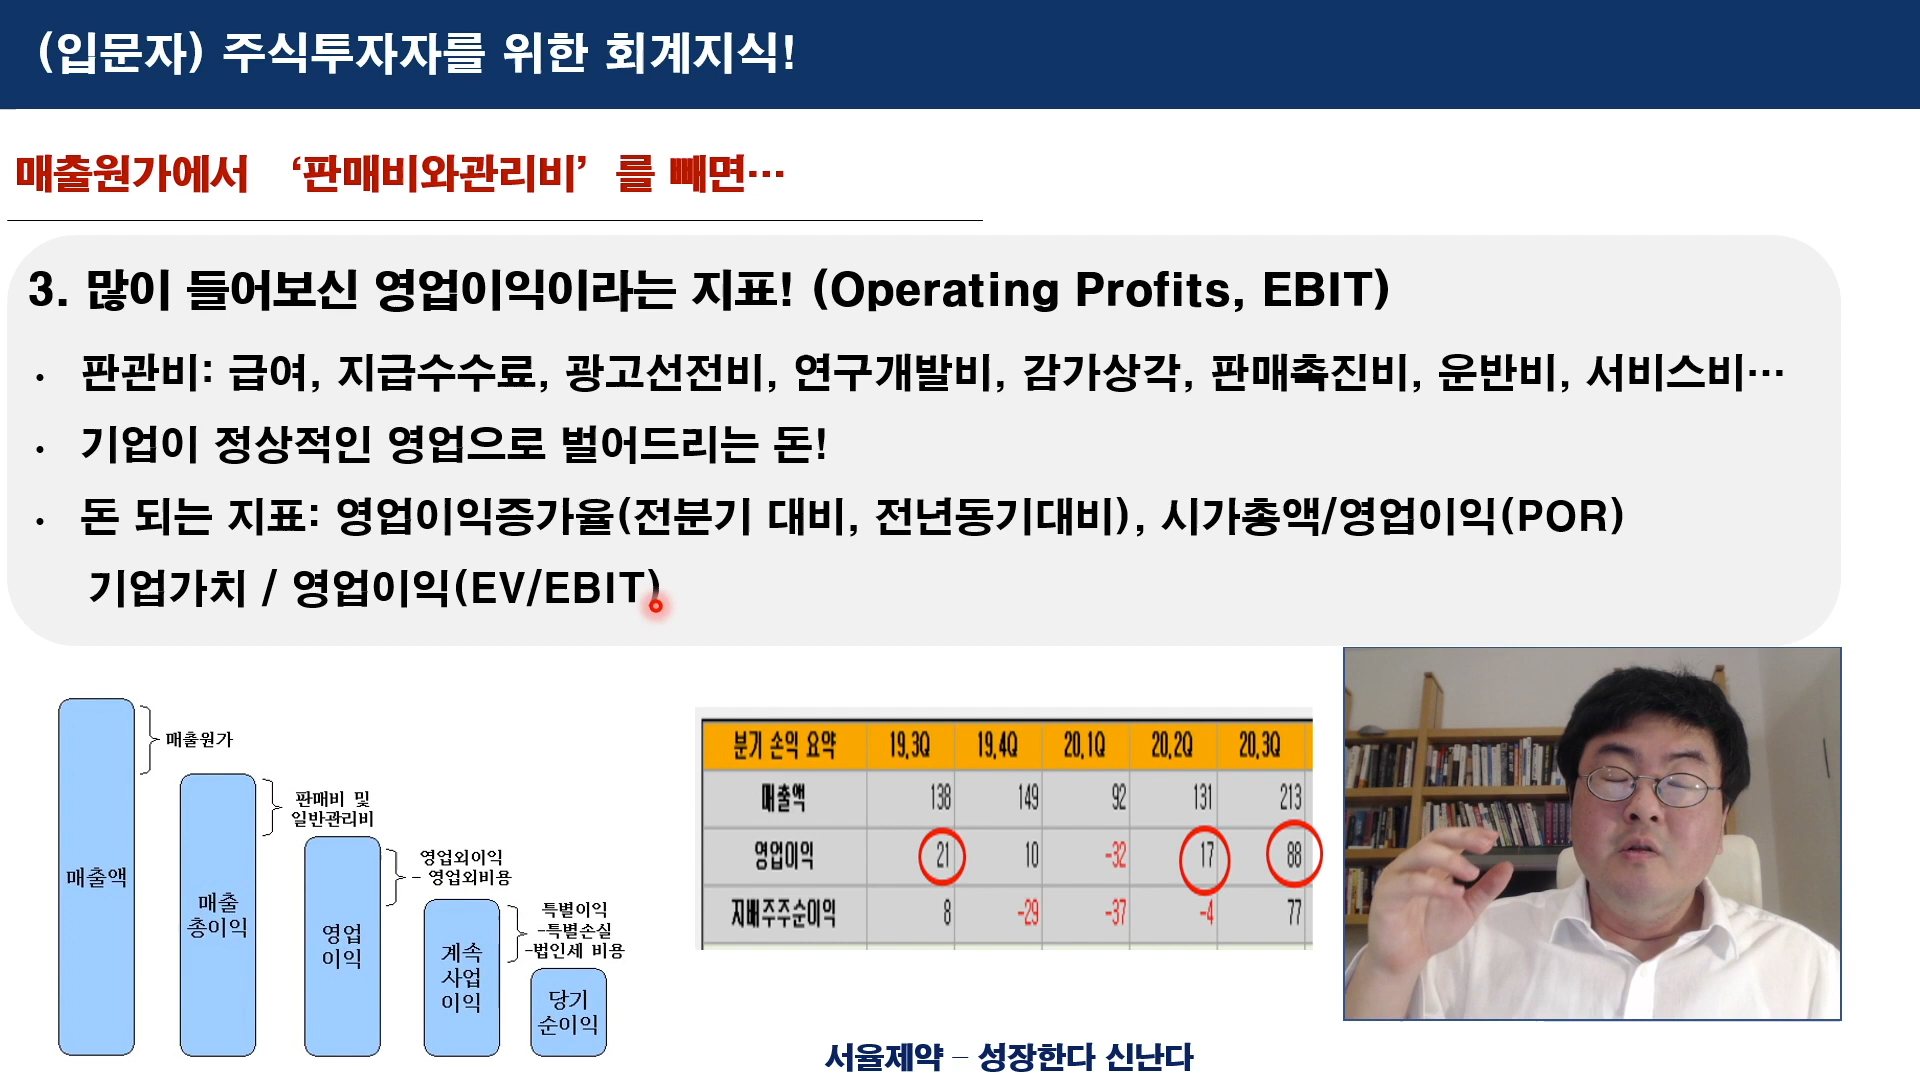 (입문자) 주식투자자를 위한 회계지식!
매출원가에서 ‘판매비와관리비’ 를 빼면…
3. 많이 들어보신 영업이익이라는 지표! (Operating Profits, EBIT)
• 판관비: 급여, 지급수수료, 광고선전비, 연구개발비, 감가상각, 판매촉진비, 운반비, 서비스비…
• 기업이 정상적인 영업으로 벌어드리는 돈!
• 돈 되는 지표: 영업이익증가율(전분기 대비, 전년동기대비), 시가총액/영업이익(POR)
기업가치 / 영업이익(EV/EBIT)
매출액
매출원가
매출
총이익
판매비 및
일반관리비
영업
이익
영업외이익
- 영업외비용
계속
사업
이익
특별이익
-특별손실
-법인세 비용
당기
순이익
분기 손익 요약 19.3Q 19.4Q 20.1Q 20.2Q 20.3Q
매출액 138 149 92 131 213
영업이익 21 10 -32 17 88
지배주주순이익 8 -29 -37 -4 77
서율제약 – 성장한다 신난다